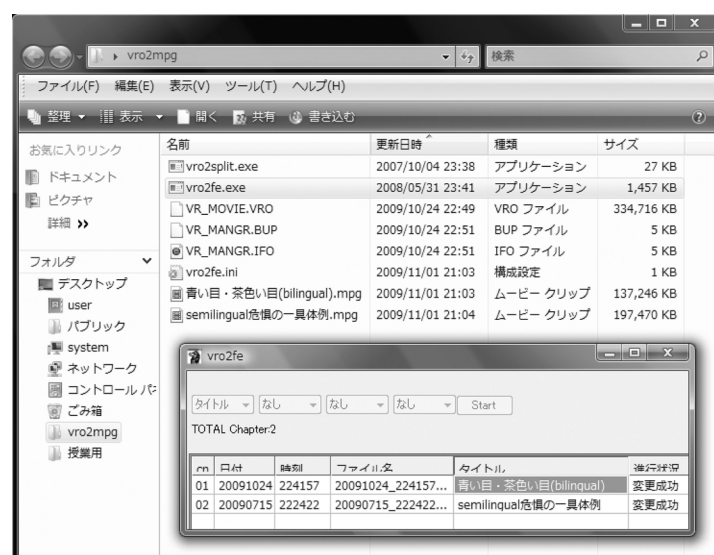 vro2mpg
検索
ファイル(F) 編集(E) 表示(V) ツール(T) ヘルプ(H)
整理 表示 開く 共有 書き込む
お気に入りリンク
ドキュメント
ピクチャ
詳細 >>
フォルダ
デスクトップ
user
パブリック
system
ネットワーク
コントロール パネ
ごみ箱
vro2mpg
授業用
名前 更新日時 種類 サイズ
vro2split.exe 2007/10/04 23:38 アプリケーション 27 KB
vro2fe.exe 2008/05/31 23:41 アプリケーション 1,457 KB
VR_MOVIE.VRO 2009/10/24 22:49 VRO ファイル 334,716 KB
VR_MANGR.BUP 2009/10/24 22:51 BUP ファイル 5 KB
VR_MANGR.IFO 2009/10/24 22:51 IFO ファイル 5 KB
vro2fe.ini 2009/11/01 21:03 構成設定 1 KB
青い目・茶色い目(bilingual).mpg 2009/11/01 21:03 ムービー クリップ 137,246 KB
semilingual危惧の一具体例.mpg 2009/11/01 21:04 ムービー クリップ 197,470 KB
vro2fe
タイトル なし なし なし Start
TOTAL Chapter:2
cn 日付 時刻 ファイル名 タイトル 進行状況
01 20091024 224157 20091024_224157... 青い目・茶色い目(bilingual) 変更成功
02 20090715 222422 20090715_222422... semilingual危惧の一具体例 変更成功